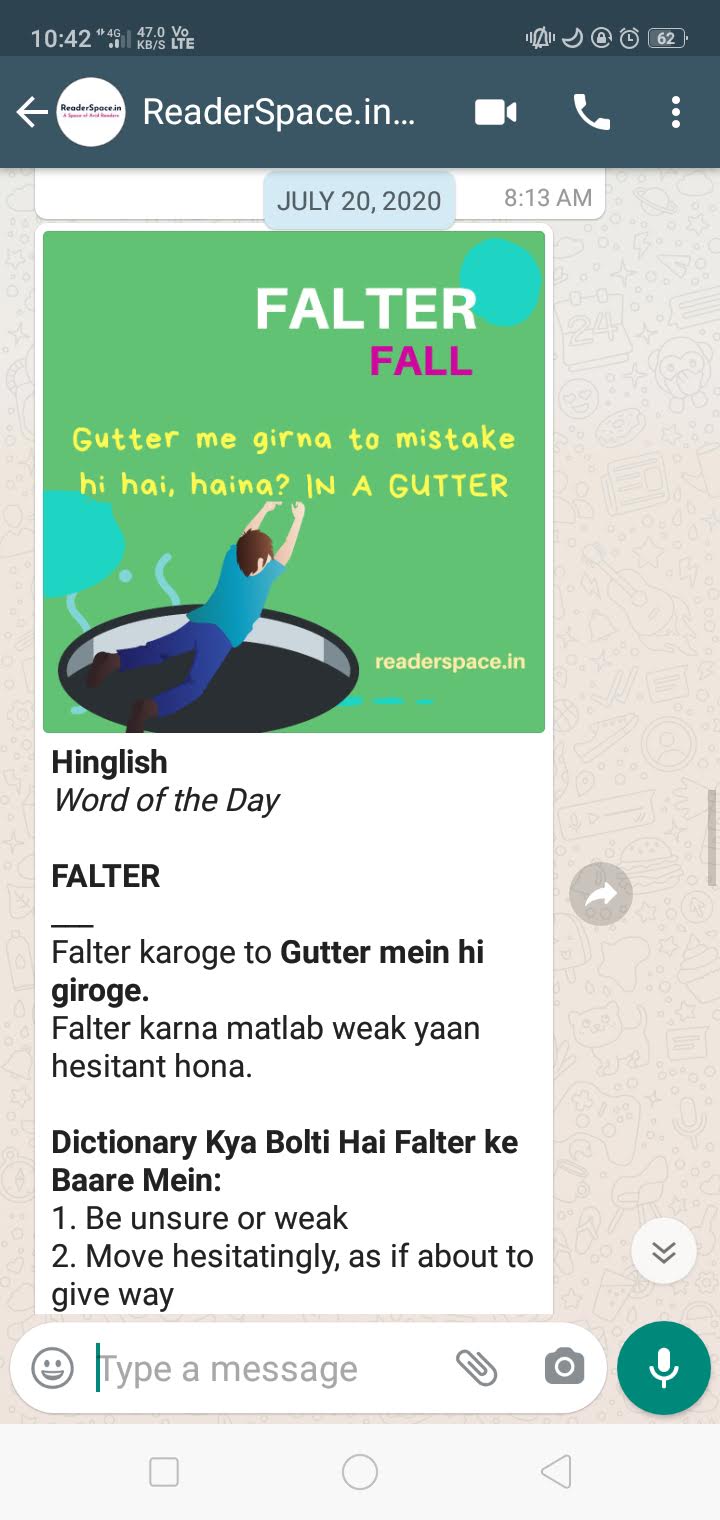 10:42 4G 47.0 KB/S Vo LTE 62
ReaderSpace.in
A Space of Avid Readers
ReaderSpace.in...
JULY 20, 2020
8:13 AM
FALTER
FALL
Gutter me girna to mistake
hi hai, haina? IN A GUTTER
readerspace.in
Hinglish
Word of the Day
FALTER
___
Falter karoge to Gutter mein hi
giroge.
Falter karna matlab weak yaan
hesitant hona.
Dictionary Kya Bolti Hai Falter ke
Baare Mein:
1. Be unsure or weak
2. Move hesitatingly, as if about to
give way
Type a message